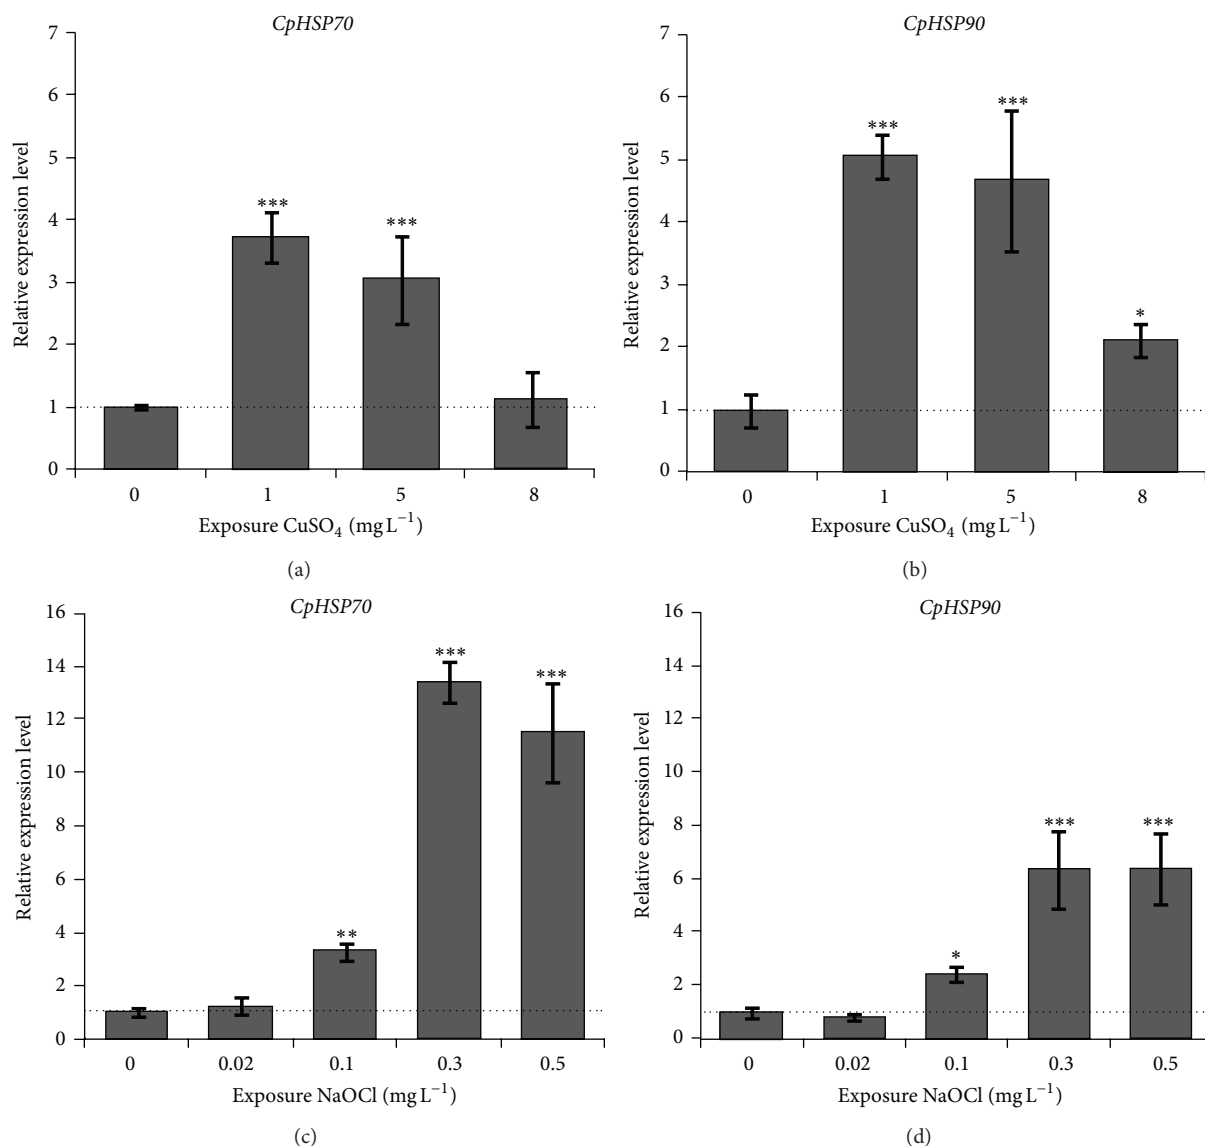 CpHSP70
7
6
5
4
3
2
1
0
Relative expression level
***
***
0 1 5 8
Exposure CuSO₄ (mg L⁻¹)
(a)
CpHSP90
7
6
5
4
3
2
1
0
Relative expression level
***
***
*
0 1 5 8
Exposure CuSO₄ (mg L⁻¹)
(b)
CpHSP70
16
14
12
10
8
6
4
2
0
Relative expression level
**
***
***
0 0.02 0.1 0.3 0.5
Exposure NaOCl (mg L⁻¹)
(c)
CpHSP90
16
14
12
10
8
6
4
2
0
Relative expression level
*
***
***
0 0.02 0.1 0.3 0.5
Exposure NaOCl (mg L⁻¹)
(d)